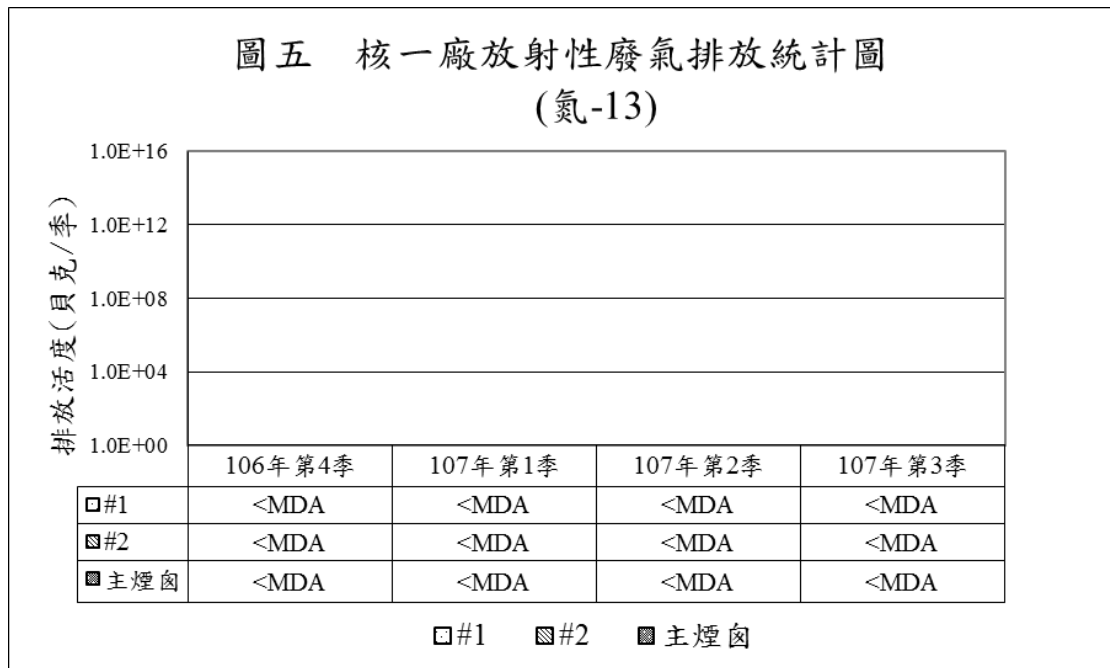 圖五　核一廠放射性廢氣排放統計圖
(氮-13)
排放活度(貝克/季)
1.0E+16
1.0E+12
1.0E+08
1.0E+04
1.0E+00
106年第4季 107年第1季 107年第2季 107年第3季
#1 <MDA <MDA <MDA <MDA
#2 <MDA <MDA <MDA <MDA
主煙囪 <MDA <MDA <MDA <MDA
#1 #2 主煙囪